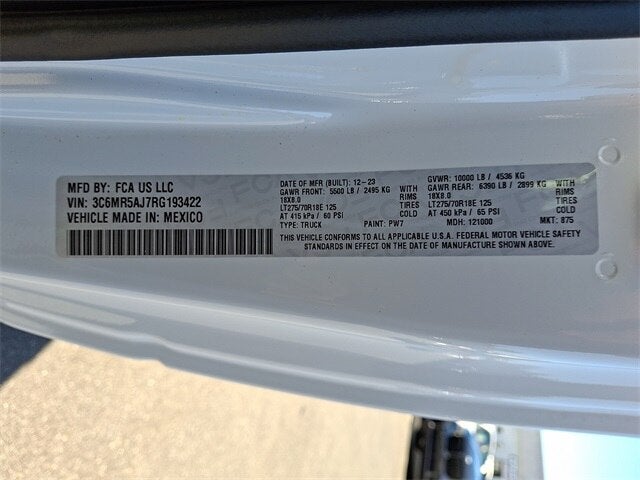 MFD BY: FCA US LLC
VIN: 3C6MR5AJ7RG193422
VEHICLE MADE IN: MEXICO
DATE OF MFR (BUILT): 12-23
GAWR FRONT: 5500 LB / 2495 KG WITH
18X8.0 RIMS
LT275/70R18E 125 TIRES
AT 415 kPa / 60 PSI COLD
TYPE: TRUCK PAINT: PW7
GVWR: 10000 LB / 4536 KG
GAWR REAR: 6390 LB / 2899 KG WITH
18X8.0 RIMS
LT275/70R18E 125 TIRES
AT 450 kPa / 65 PSI COLD
MDH: 121000 MKT: 875
THIS VEHICLE CONFORMS TO ALL APPLICABLE U.S.A. FEDERAL MOTOR VEHICLE SAFETY
STANDARDS IN EFFECT ON THE DATE OF MANUFACTURE SHOWN ABOVE.